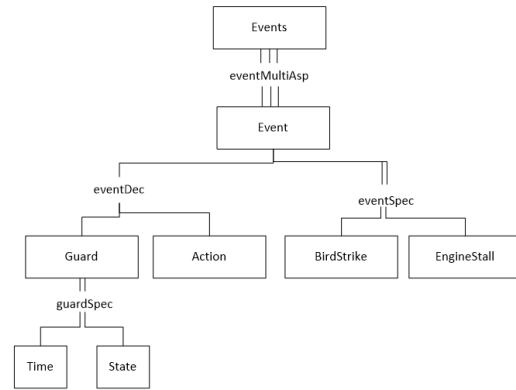 Events
eventMultiAsp
Event
eventDec
eventSpec
Guard
Action
BirdStrike
EngineStall
guardSpec
Time
State